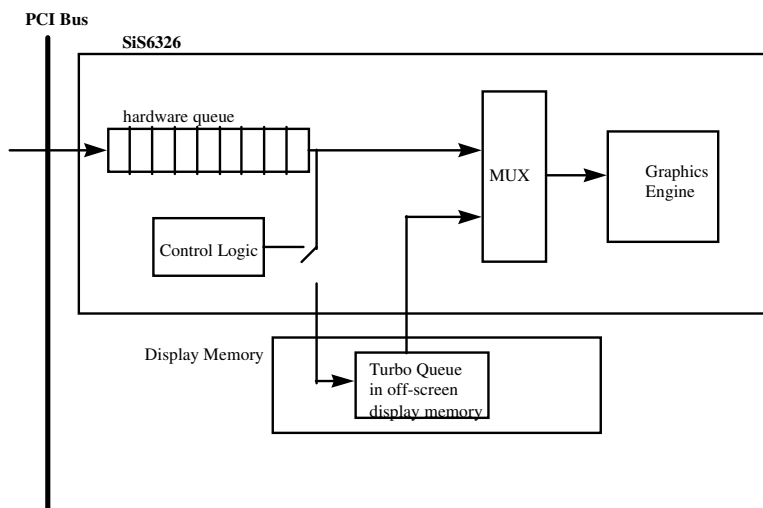 PCI Bus
SiS6326
hardware queue
MUX
Graphics
Engine
Control Logic
Display Memory
Turbo Queue
in off-screen
display memory